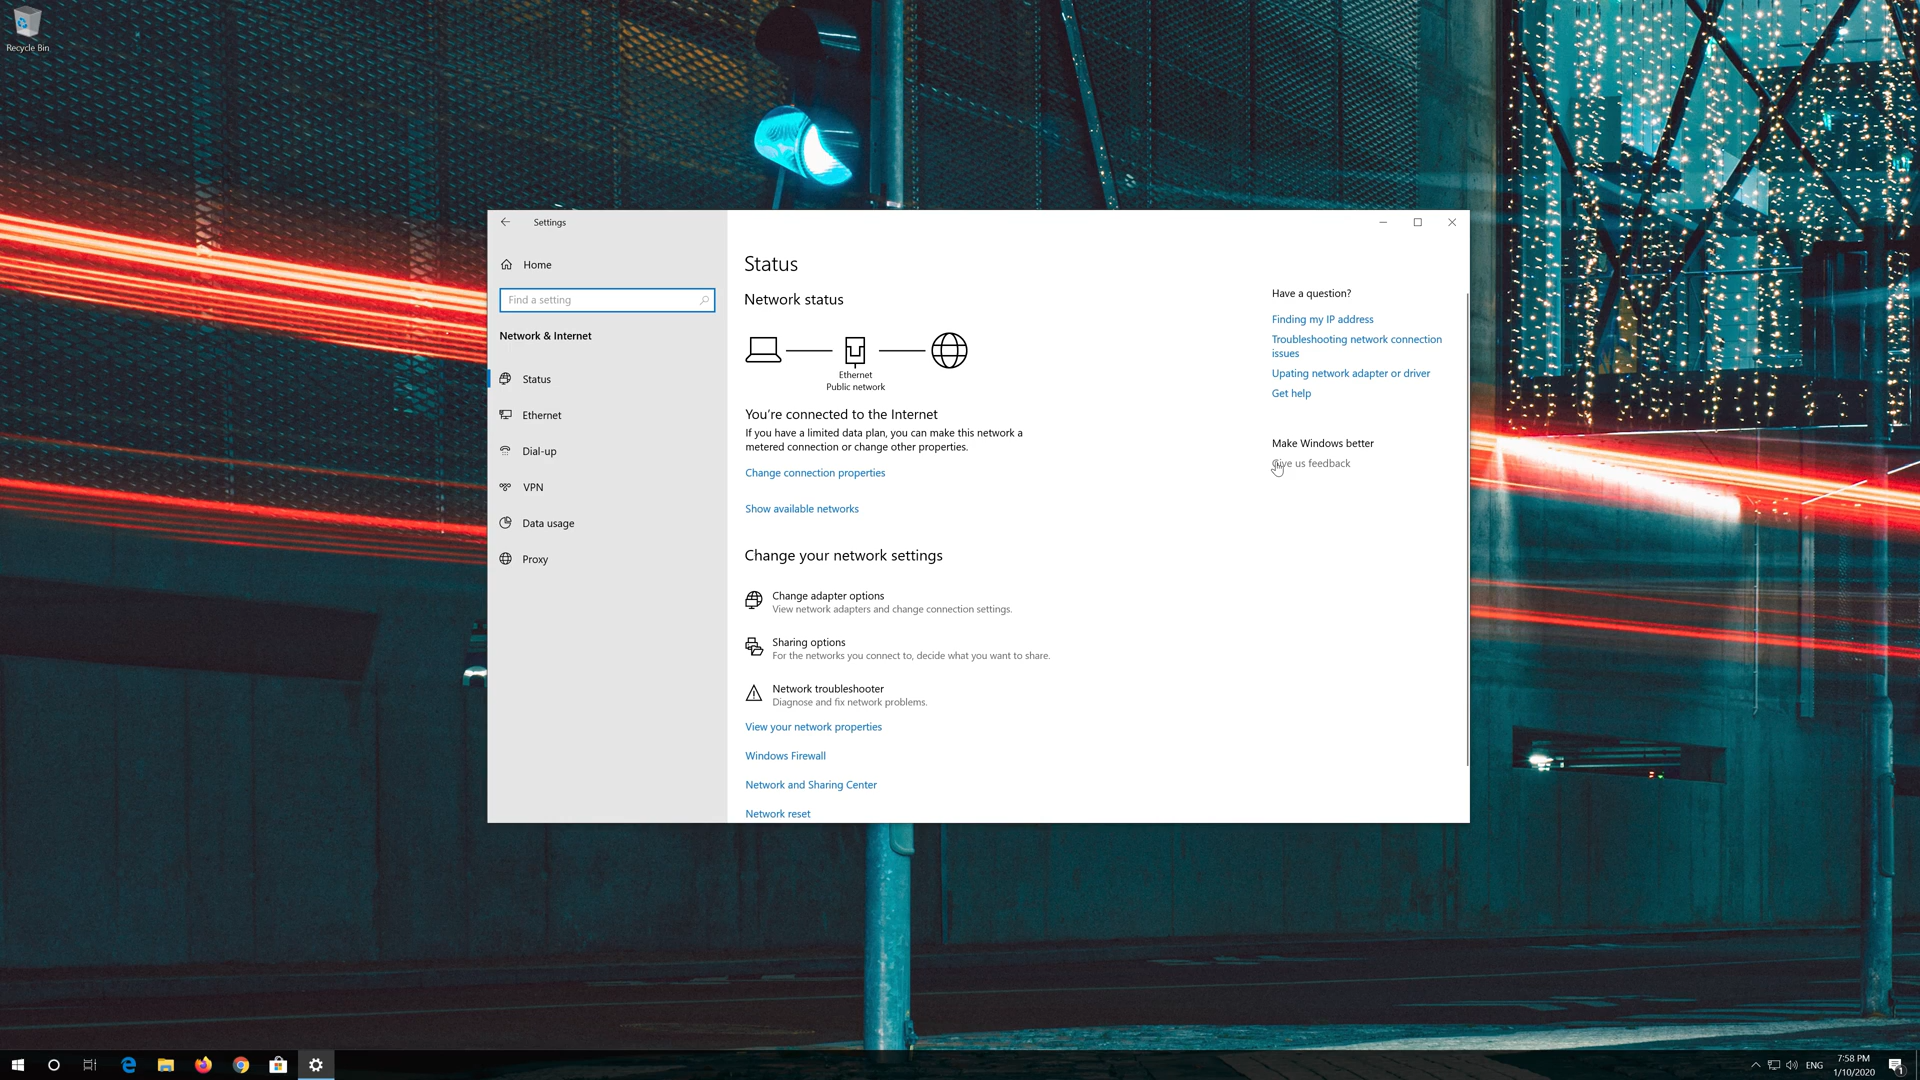 Recycle Bin
Settings
Home
Find a setting
Network & Internet
Status
Ethernet
Dial-up
VPN
Data usage
Proxy
Status
Network status
Ethernet
Public network
You're connected to the Internet
If you have a limited data plan, you can make this network a
metered connection or change other properties.
Change connection properties
Show available networks
Change your network settings
Change adapter options
View network adapters and change connection settings.
Sharing options
For the networks you connect to, decide what you want to share.
Network troubleshooter
Diagnose and fix network problems.
View your network properties
Windows Firewall
Network and Sharing Center
Network reset
Have a question?
Finding my IP address
Troubleshooting network connection
issues
Upating network adapter or driver
Get help
Make Windows better
Give us feedback
ENG
7:58 PM
1/10/2020
1